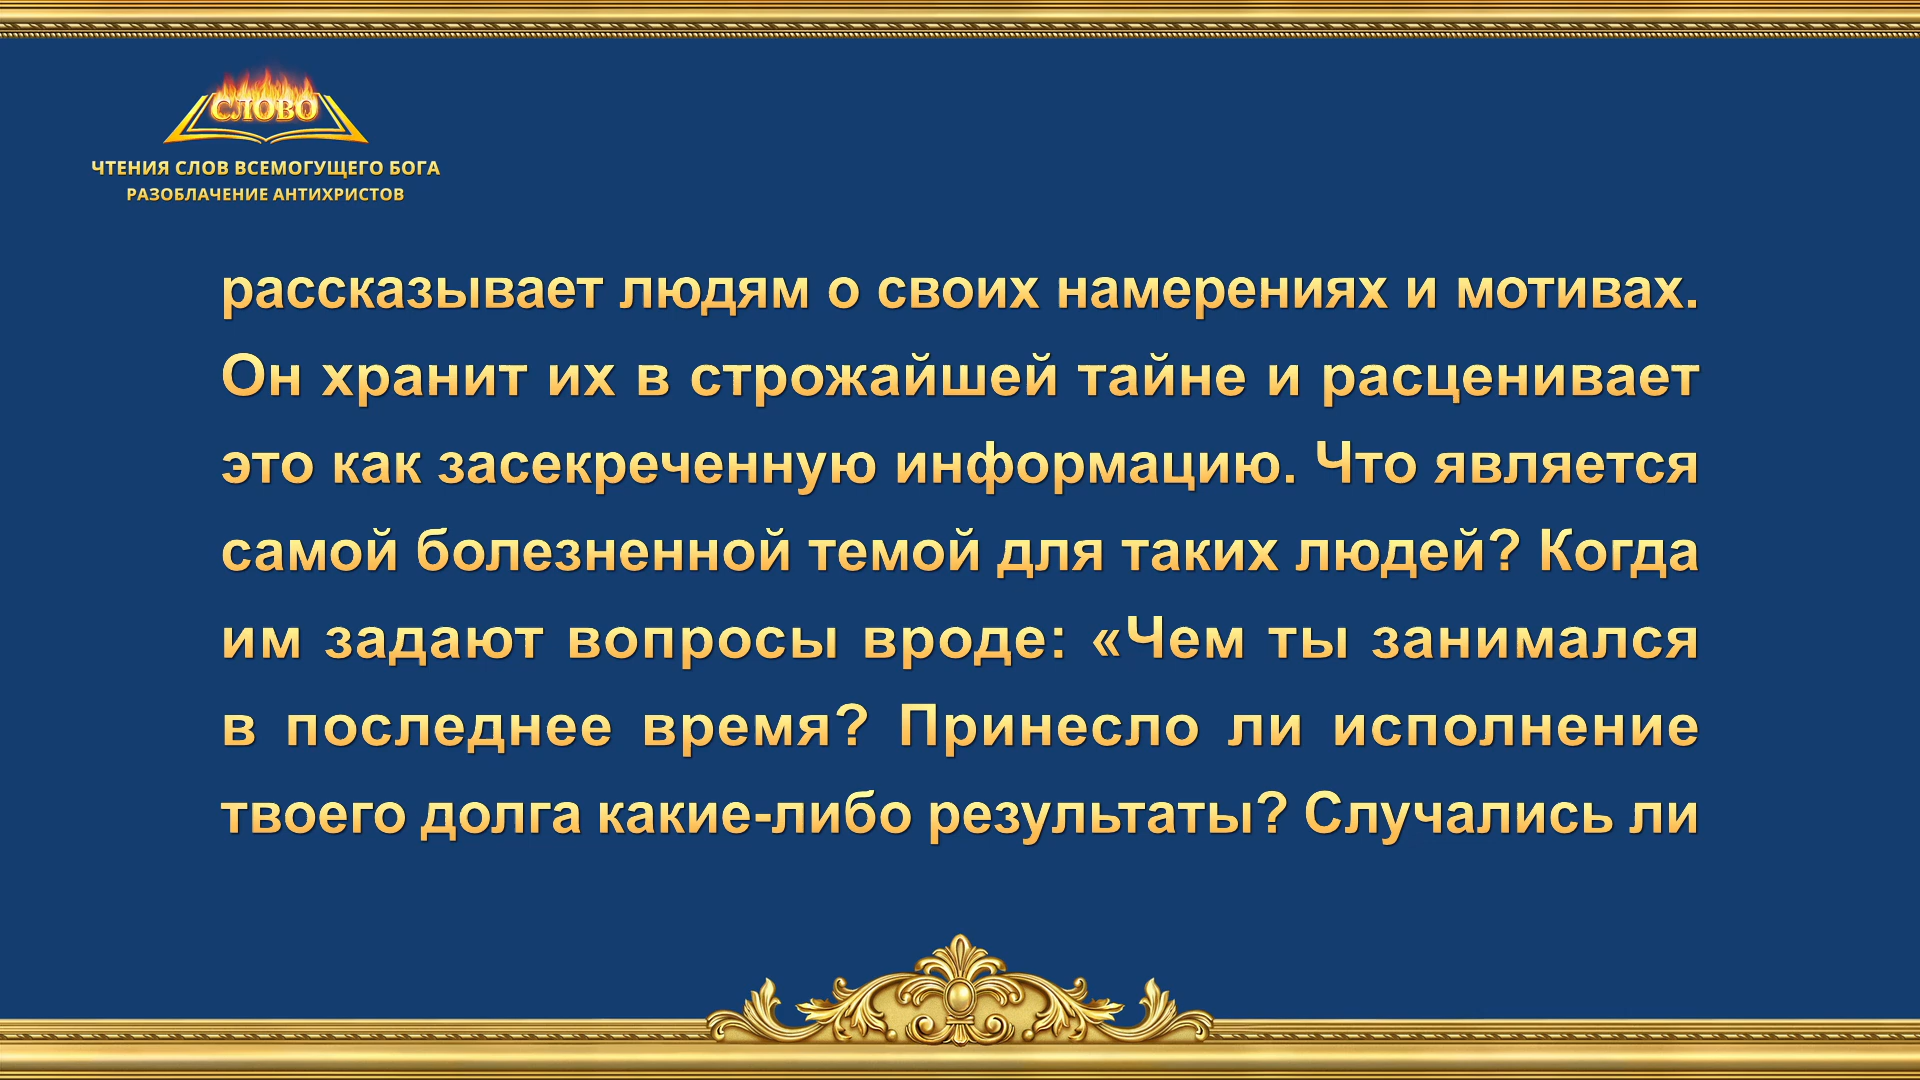 СЛОВО
ЧТЕНИЯ СЛОВ ВСЕМОГУЩЕГО БОГА
РАЗОБЛАЧЕНИЕ АНТИХРИСТОВ
рассказывает людям о своих намерениях и мотивах.
Он хранит их в строжайшей тайне и расценивает
это как засекреченную информацию. Что является
самой болезненной темой для таких людей? Когда
им задают вопросы вроде: «Чем ты занимался
в последнее время? Принесло ли исполнение
твоего долга какие-либо результаты? Случались ли